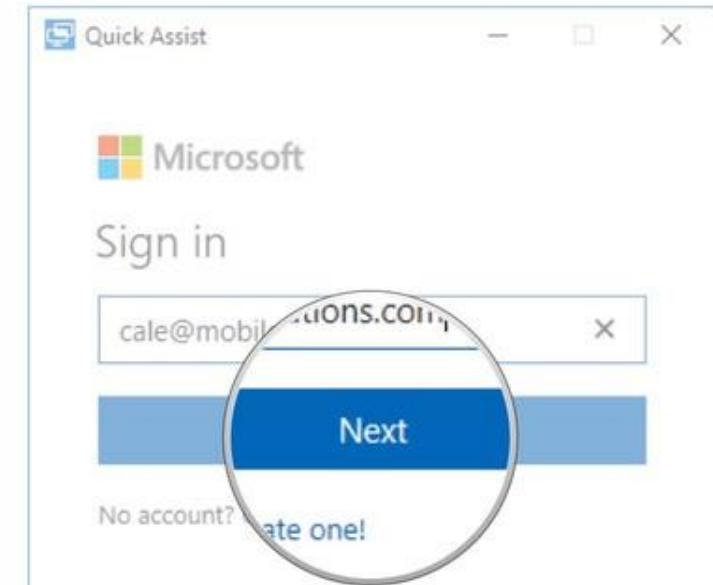 Quick Assist
Microsoft
Sign in
cale@mobil tions.com
Next
No account? ate one!